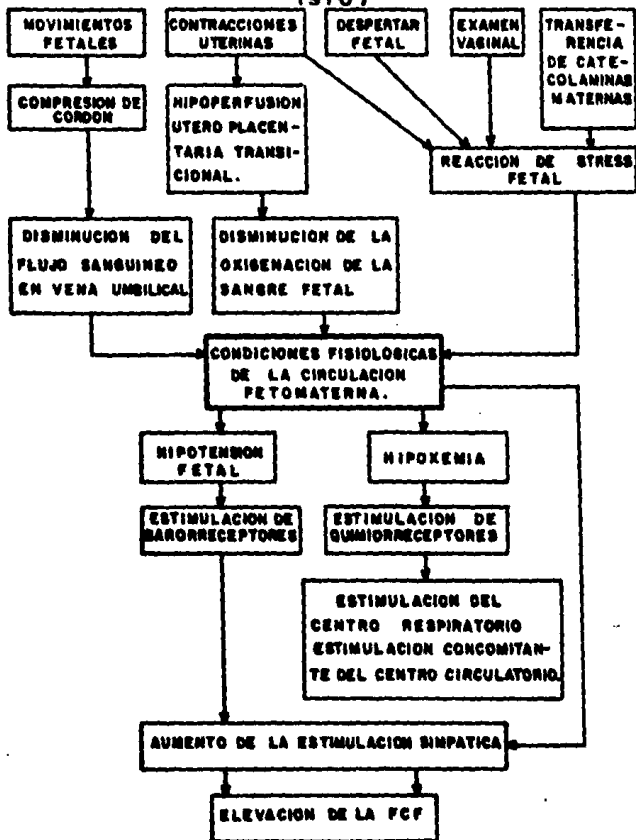 MOVIMIENTOS
FETALES
CONTRACCIONES
UTERINAS
DESPERTAR
FETAL
EXAMEN
VAGINAL
TRANSFE-
RENCIA
DE CATE-
COLAMINAS
MATERNAS
COMPRESION DE
CORDON
HIPOPERFUSION
UTERO PLACEN-
TARIA TRANSI-
CIONAL.
REACCION DE STRESS
FETAL
DISMINUCION DEL
FLUJO SANGUINEO
EN VENA UMBILICAL
DISMINUCION DE LA
OXIGENACION DE LA
SANGRE FETAL
CONDICIONES FISIOLOGICAS
DE LA CIRCULACION
FETOMATERNA.
HIPOTENSION
FETAL
HIPOXEMIA
ESTIMULACION DE
BARORRECEPTORES
ESTIMULACION DE
QUIMIORRECEPTORES
ESTIMULACION DEL
CENTRO RESPIRATORIO
ESTIMULACION CONCOMITAN-
TE DEL CENTRO CIRCULATORIO.
AUMENTO DE LA ESTIMULACION SIMPATICA
ELEVACION DE LA FCF